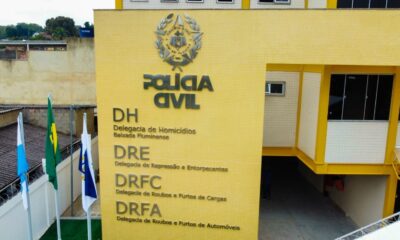 POLÍCIA
CIVIL
DH
Delegacia de Homicídios
Baixada Fluminense
DRE
Delegacia de Repressão a Entorpecentes
DRFC
Delegacia de Roubos e Furtos de Cargas
DRFA
Delegacia de Roubos e Furtos de Automóveis